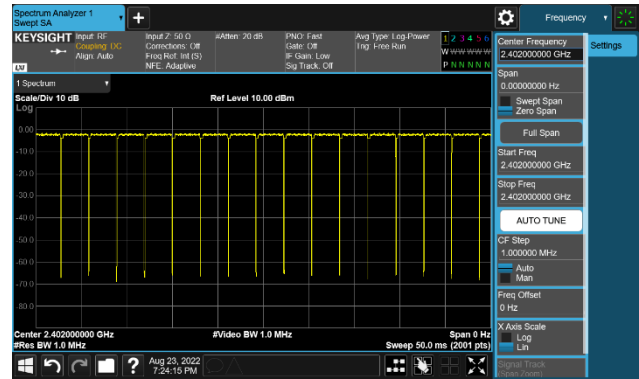 Spectrum Analyzer 1
Swept SA
+
Frequency
KEYSIGHT
Input: RF
Coupling: DC
Align: Auto
LXI
Input Z: 50 Ω
Corrections: Off
Freq Ref: Int (S)
NFE: Adaptive
#Atten: 20 dB
PNO: Fast
Gate: Off
IF Gain: Low
Sig Track: Off
Avg Type: Log-Power
Trig: Free Run
1 2 3 4 5 6
W W W W W W
P N N N N N
Center Frequency
2.402000000 GHz
Settings
Span
0.00000000 Hz
Swept Span
Zero Span
Full Span
Start Freq
2.402000000 GHz
Stop Freq
2.402000000 GHz
AUTO TUNE
CF Step
1.000000 MHz
Auto
Man
Freq Offset
0 Hz
X Axis Scale
Log
Lin
Signal Track
(Span Zoom)
1 Spectrum
Scale/Div 10 dB
Ref Level 10.00 dBm
Log
0.00
-10.0
-20.0
-30.0
-40.0
-50.0
-60.0
-70.0
-80.0
Center 2.402000000 GHz
#Video BW 1.0 MHz
Span 0 Hz
#Res BW 1.0 MHz
Sweep 50.0 ms (2001 pts)
?
Aug 23, 2022
7:24:15 PM